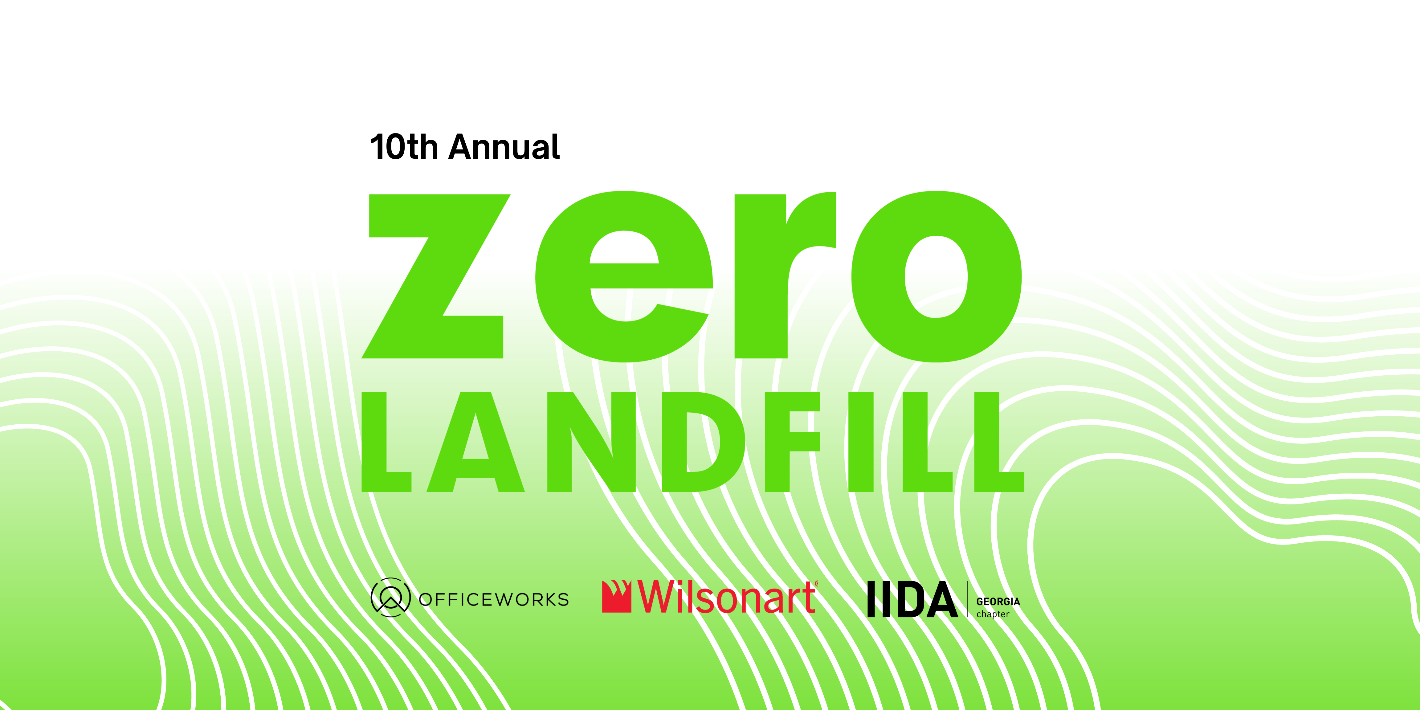 10th Annual
zero
LANDFILL
OFFICEWORKS
Wilsonart®
IIDA
GEORGIA
chapter